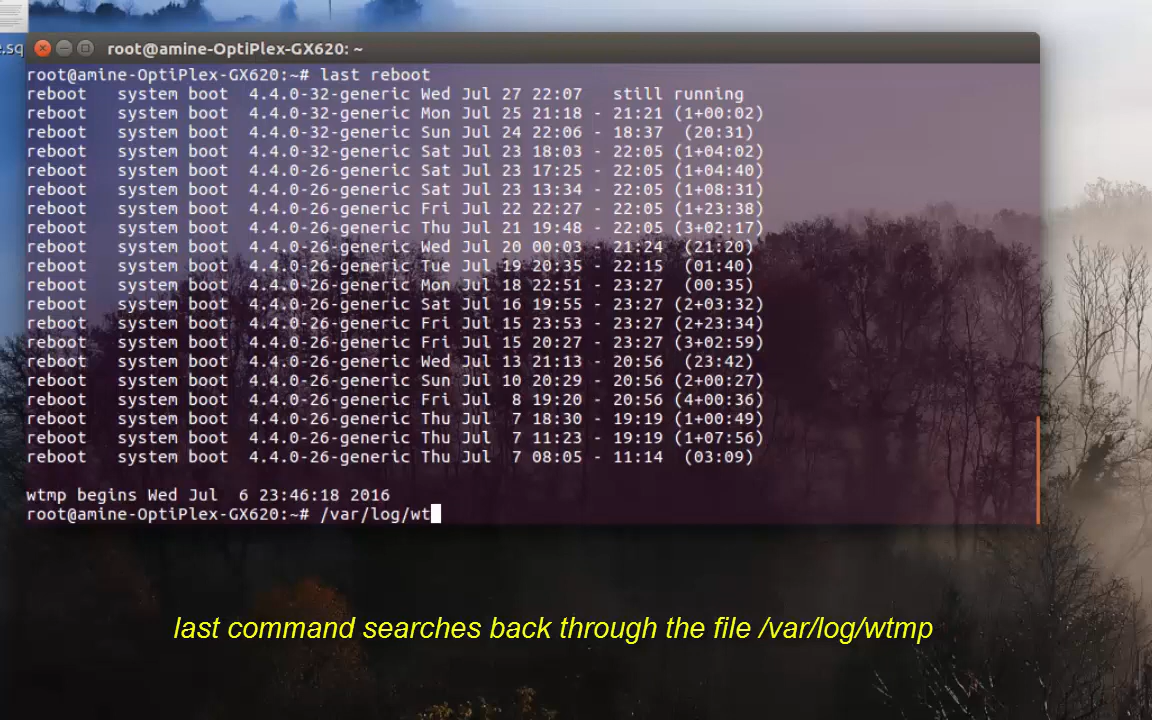 e.sq
root@amine-OptiPlex-GX620: ~
root@amine-OptiPlex-GX620:~# last reboot
reboot   system boot  4.4.0-32-generic Wed Jul 27 22:07   still running
reboot   system boot  4.4.0-32-generic Mon Jul 25 21:18 - 21:21 (1+00:02)
reboot   system boot  4.4.0-32-generic Sun Jul 24 22:06 - 18:37  (20:31)
reboot   system boot  4.4.0-32-generic Sat Jul 23 18:03 - 22:05 (1+04:02)
reboot   system boot  4.4.0-26-generic Sat Jul 23 17:25 - 22:05 (1+04:40)
reboot   system boot  4.4.0-26-generic Sat Jul 23 13:34 - 22:05 (1+08:31)
reboot   system boot  4.4.0-26-generic Fri Jul 22 22:27 - 22:05 (1+23:38)
reboot   system boot  4.4.0-26-generic Thu Jul 21 19:48 - 22:05 (3+02:17)
reboot   system boot  4.4.0-26-generic Wed Jul 20 00:03 - 21:24  (21:20)
reboot   system boot  4.4.0-26-generic Tue Jul 19 20:35 - 22:15  (01:40)
reboot   system boot  4.4.0-26-generic Mon Jul 18 22:51 - 23:27  (00:35)
reboot   system boot  4.4.0-26-generic Sat Jul 16 19:55 - 23:27 (2+03:32)
reboot   system boot  4.4.0-26-generic Fri Jul 15 23:53 - 23:27 (2+23:34)
reboot   system boot  4.4.0-26-generic Fri Jul 15 20:27 - 23:27 (3+02:59)
reboot   system boot  4.4.0-26-generic Wed Jul 13 21:13 - 20:56  (23:42)
reboot   system boot  4.4.0-26-generic Sun Jul 10 20:29 - 20:56 (2+00:27)
reboot   system boot  4.4.0-26-generic Fri Jul  8 19:20 - 20:56 (4+00:36)
reboot   system boot  4.4.0-26-generic Thu Jul  7 18:30 - 19:19 (1+00:49)
reboot   system boot  4.4.0-26-generic Thu Jul  7 11:23 - 19:19 (1+07:56)
reboot   system boot  4.4.0-26-generic Thu Jul  7 08:05 - 11:14  (03:09)
wtmp begins Wed Jul  6 23:46:18 2016
root@amine-OptiPlex-GX620:~# /var/log/wt
last command searches back through the file /var/log/wtmp